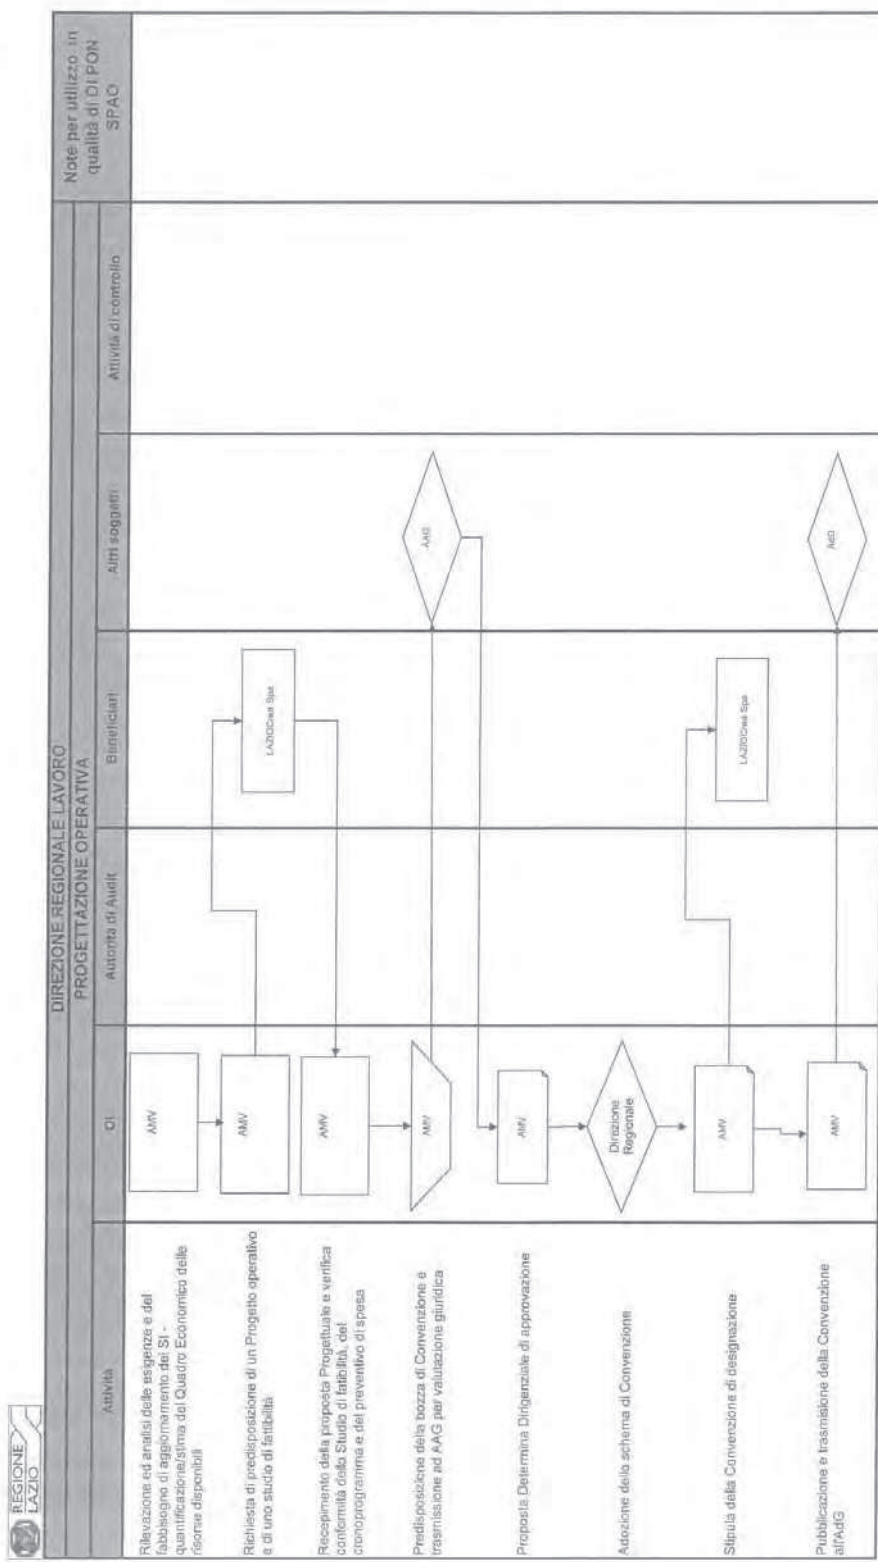 REGIONE
LAZIO
DIREZIONE REGIONALE LAVORO
PROGETTAZIONE OPERATIVA
Note per utilizzo in
qualità di OI PON
SPAO
Attività
OI
Autorità di Audit
Beneficiari
Altri soggetti
Attività di controllo
Rilevazione ed analisi delle esigenze e del
fabbisogno di aggiornamento del SI -
quantificazione/stima del Quadro Economico delle
risorse disponibili
AMV
Richiesta di predisposizione di un Progetto operativo
e di uno studio di fattibilità
AMV
LAZIOCrea Spa
Recepimento della proposta Progettuale e verifica
conformità dello Studio di fatibilità, del
cronoprogramma e del preventivo di spesa
AMV
Predisposizione della bozza di Convenzione e
trasmissione ad AAG per valutazione giuridica
AMV
AAG
Proposta Determina Dirigenziale di approvazione
AMV
Adozione dello schema di Convenzione
Direzione
Regionale
Stipula della Convenzione di designazione
AMV
LAZIOCrea Spa
Pubblicazione e trasmisione della Convenzione
all'AdG
AMV
AdG